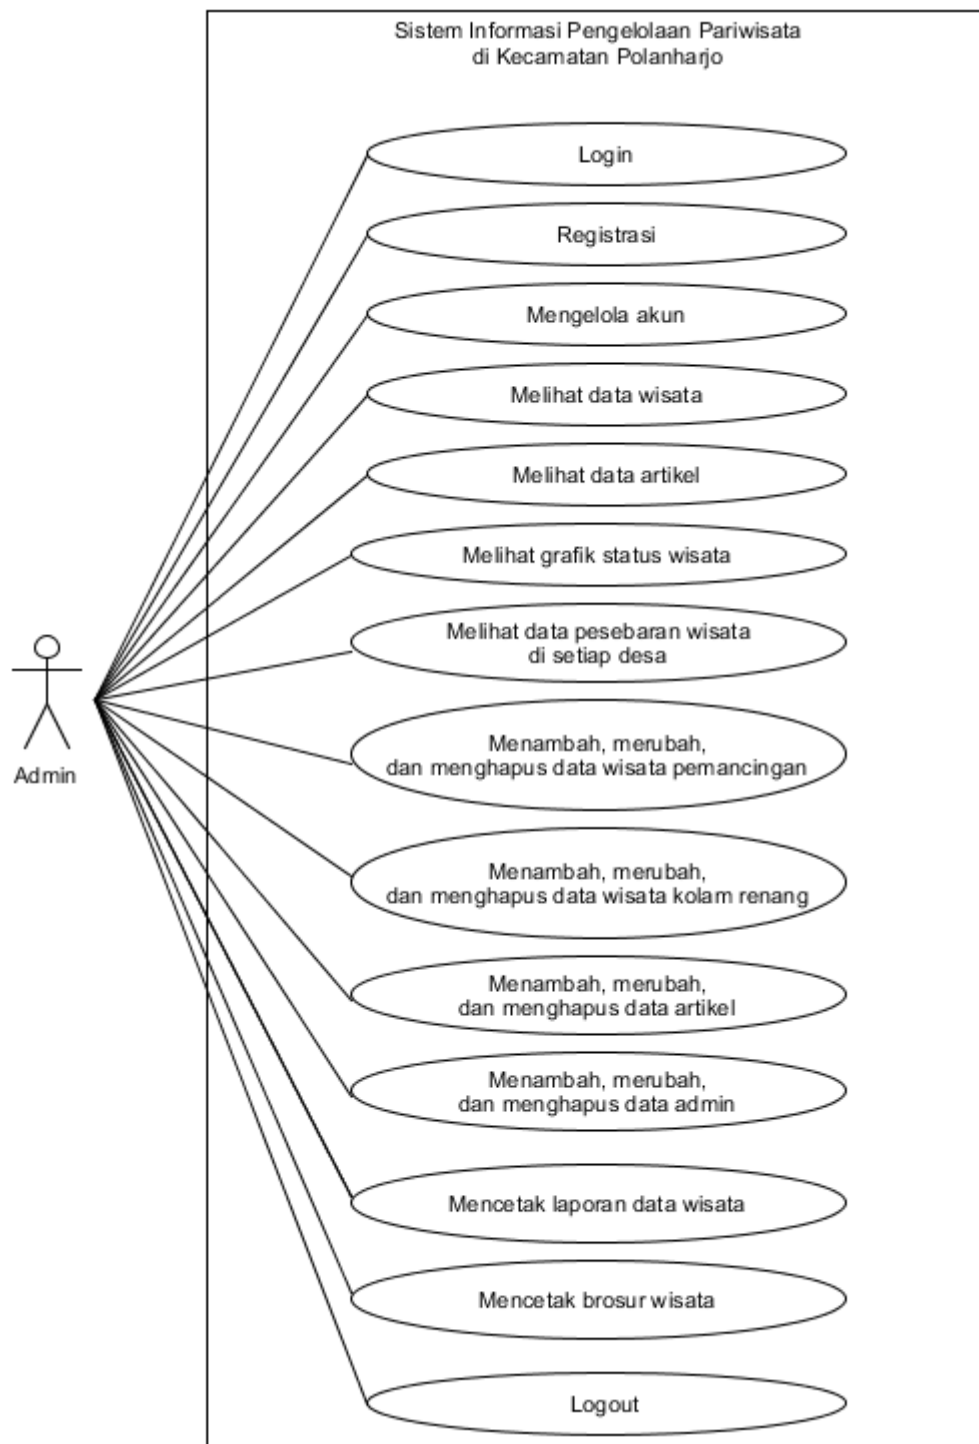 Sistem Informasi Pengelolaan Pariwisata
di Kecamatan Polanharjo
Login
Registrasi
Mengelola akun
Melihat data wisata
Melihat data artikel
Melihat grafik status wisata
Melihat data pesebaran wisata
di setiap desa
Admin
Menambah, merubah,
dan menghapus data wisata pemancingan
Menambah, merubah,
dan menghapus data wisata kolam renang
Menambah, merubah,
dan menghapus data artikel
Menambah, merubah,
dan menghapus data admin
Mencetak laporan data wisata
Mencetak brosur wisata
Logout